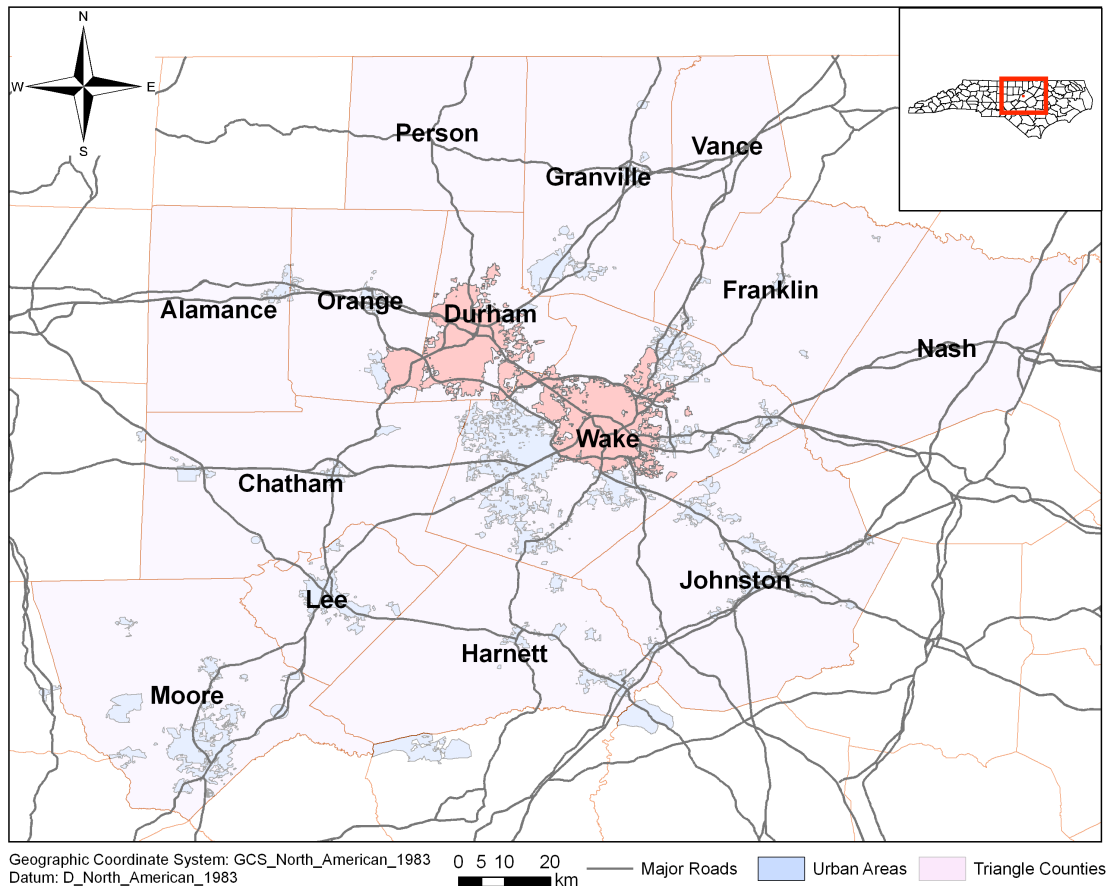 N
W E
S
Person
Vance
Granville
Franklin
Alamance
Orange
Durham
Nash
Wake
Chatham
Johnston
Lee
Harnett
Moore
Geographic Coordinate System: GCS_North_American_1983
Datum: D_North_American_1983
0 5 10 20
km
Major Roads
Urban Areas
Triangle Counties